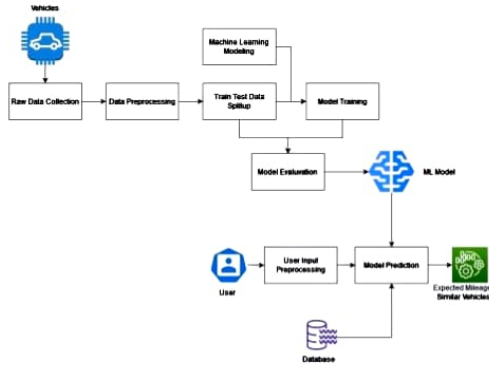 Vehicles
Machine Learning
Modeling
Raw Data Collection
Data Preprocessing
Train Test Data
Splitup
Model Training
Model Evaluvation
ML Model
User Input
Preprocessing
Model Prediction
User
Expected Mileage
Similar Vehicles
Database